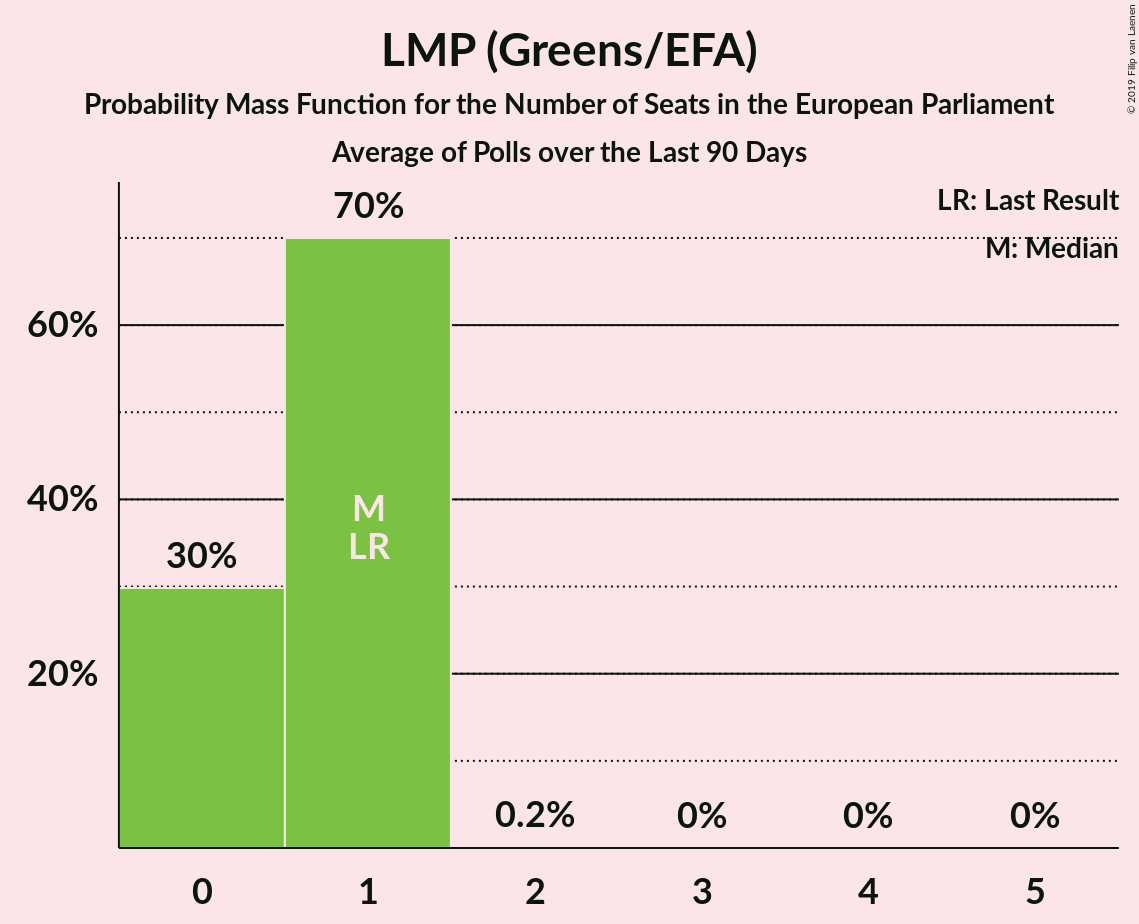 LMP (Greens/EFA)
Probability Mass Function for the Number of Seats in the European Parliament
Average of Polls over the Last 90 Days
© 2019 Filip van Laenen
LR: Last Result
M: Median
70%
60%
40%
M
LR
30%
20%
0.2%
0%
0%
0%
0
1
2
3
4
5